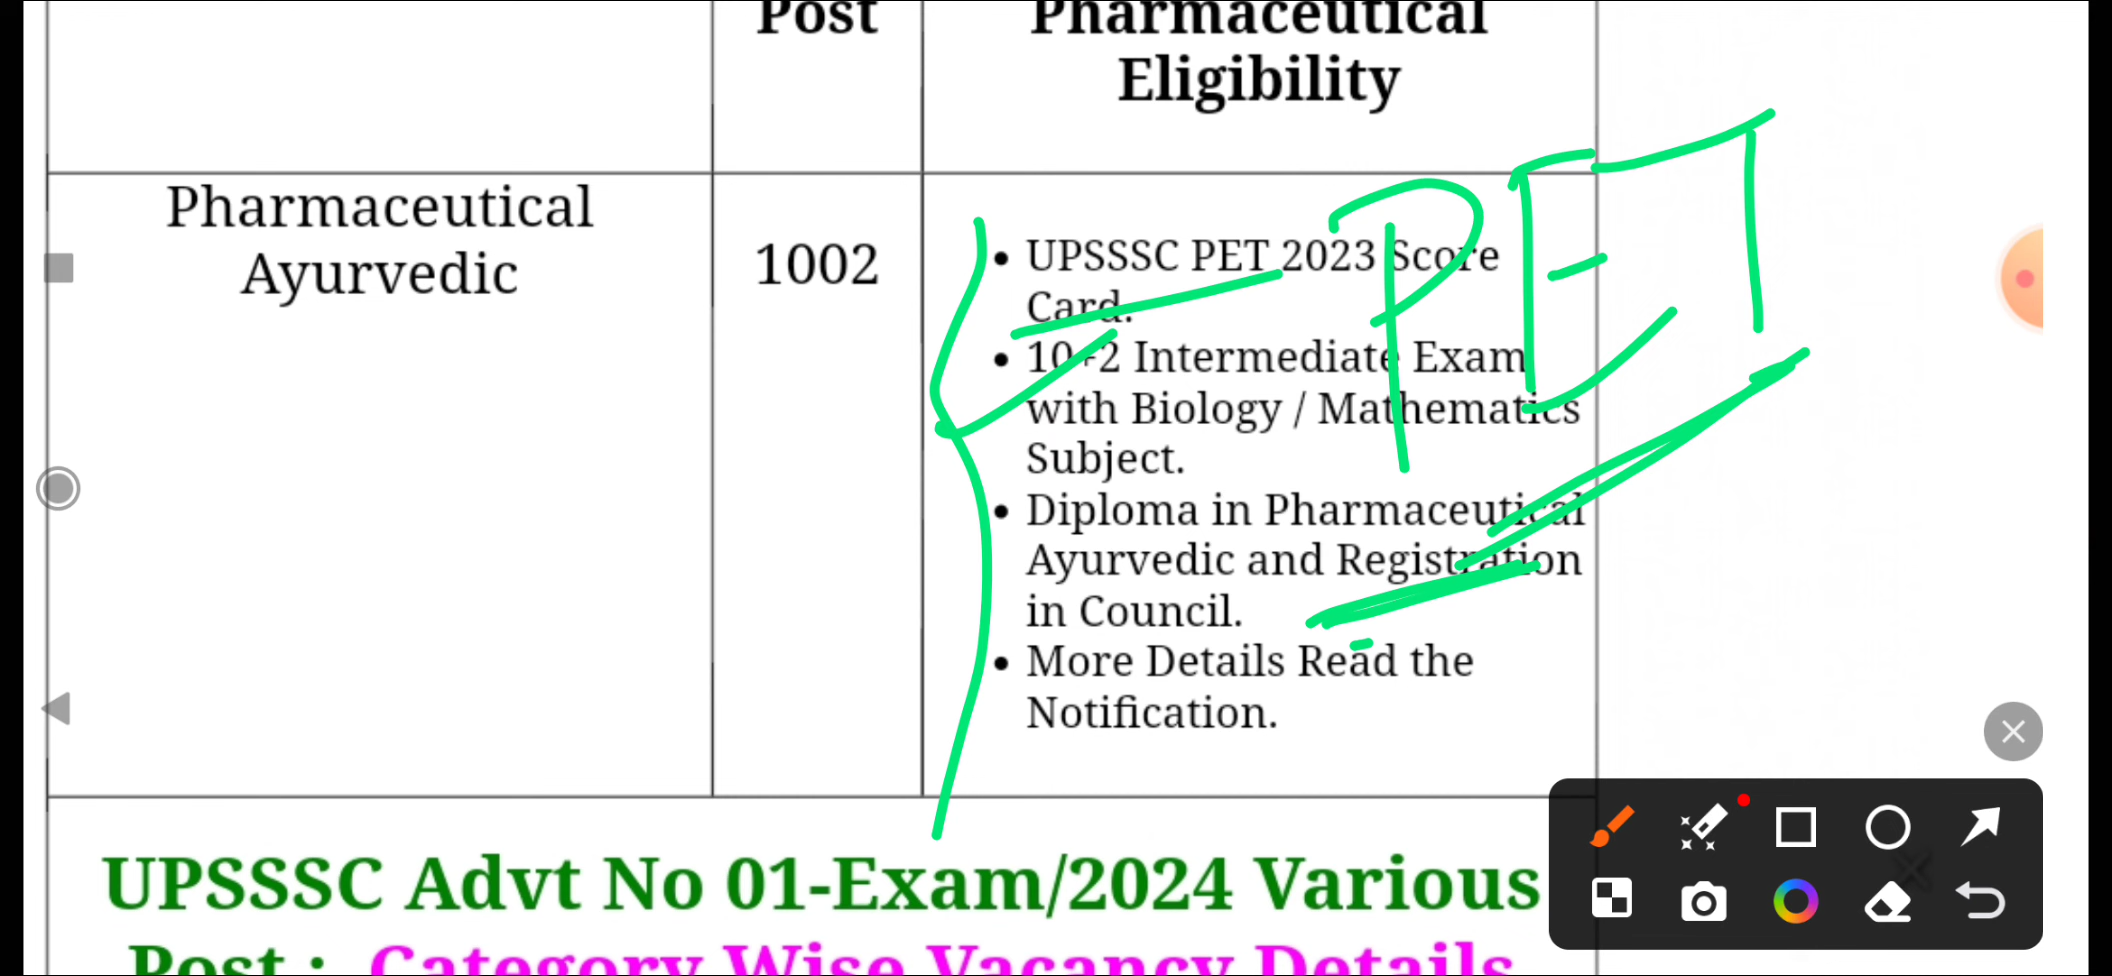 Post
Pharmaceutical
Eligibility
Pharmaceutical
Ayurvedic
1002
• UPSSSC PET 2023 Score
Card.
• 10+2 Intermediate Exam
with Biology / Mathematics
Subject.
• Diploma in Pharmaceutical
Ayurvedic and Registration
in Council.
• More Details Read the
Notification.
PET
UPSSSC Advt No 01-Exam/2024 Various
Post : Category Wise Vacancy Details